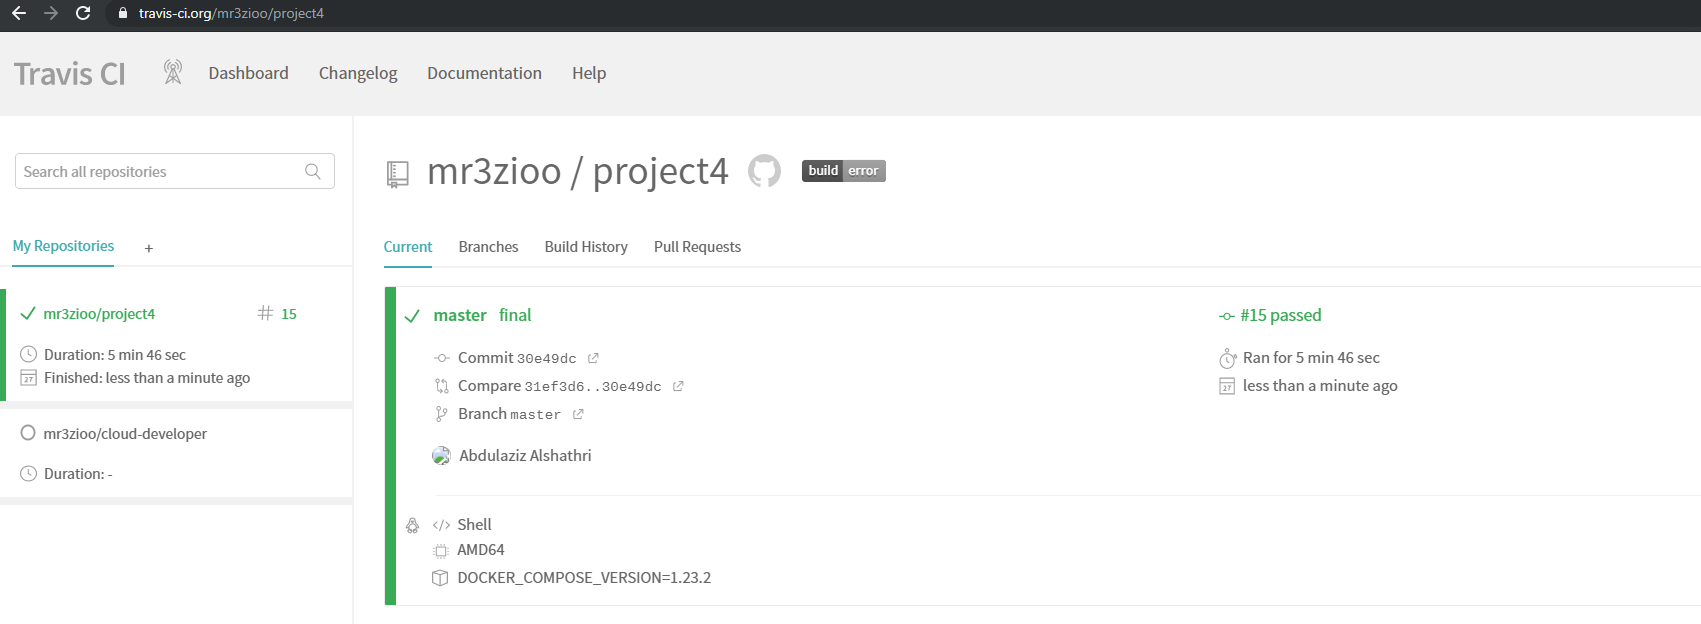 travis-ci.org/mr3zioo/project4
Travis CI Dashboard Changelog Documentation Help
Search all repositories
My Repositories +
mr3zioo/project4 # 15
Duration: 5 min 46 sec
27 Finished: less than a minute ago
mr3zioo/cloud-developer
Duration: -
mr3zioo / project4 build error
Current Branches Build History Pull Requests
master final
Commit 30e49dc
Compare 31ef3d6..30e49dc
Branch master
Abdulaziz Alshathri
#15 passed
Ran for 5 min 46 sec
27 less than a minute ago
</> Shell
AMD64
DOCKER_COMPOSE_VERSION=1.23.2